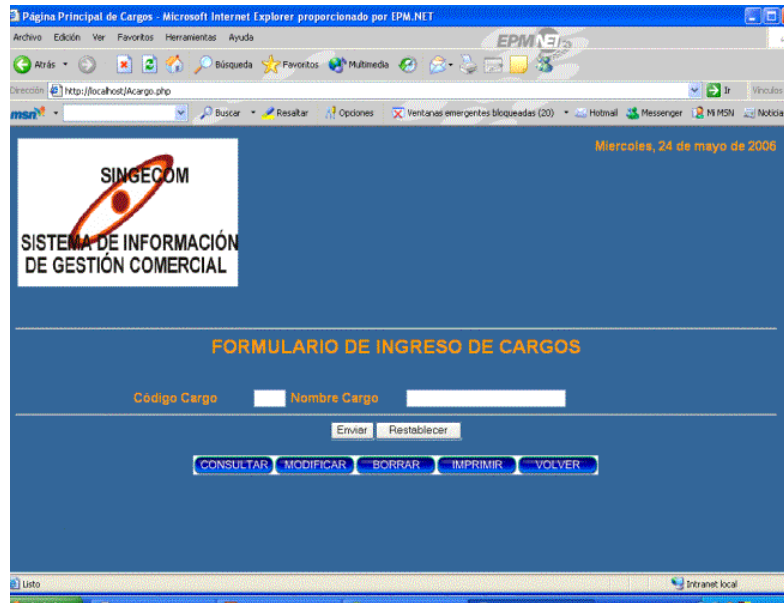 Página Principal de Cargos - Microsoft Internet Explorer proporcionado por EPM.NET
Archivo Edición Ver Favoritos Herramientas Ayuda
EPM NET
Atrás Búsqueda Favoritos Multimedia
Dirección http://localhost/Acargo.php Ir Vínculos
msn Buscar Resaltar Opciones Ventanas emergentes bloqueadas (20) Hotmail Messenger Mi MSN Noticia
Miercoles, 24 de mayo de 2006
SINGECOM
SISTEMA DE INFORMACIÓN
DE GESTIÓN COMERCIAL
FORMULARIO DE INGRESO DE CARGOS
Código Cargo Nombre Cargo
Enviar Restablecer
CONSULTAR MODIFICAR BORRAR IMPRIMIR VOLVER
Listo Intranet local